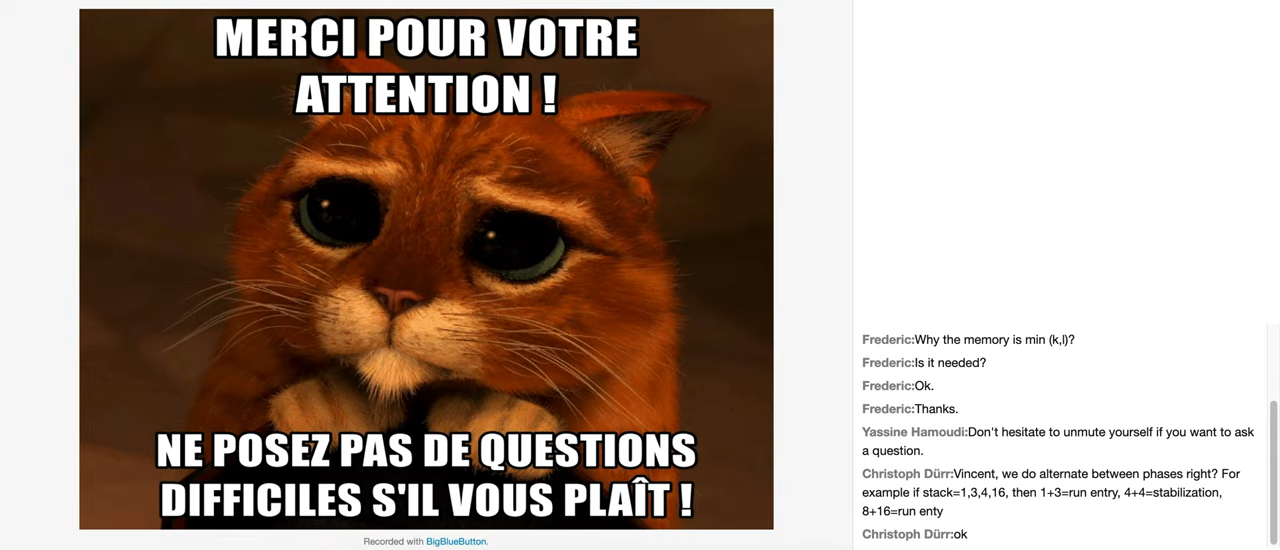 MERCI POUR VOTRE
ATTENTION !
NE POSEZ PAS DE QUESTIONS
DIFFICILES S'IL VOUS PLAÎT !
Recorded with BigBlueButton.
Frederic:Why the memory is min (k,l)?
Frederic:Is it needed?
Frederic:Ok.
Frederic:Thanks.
Yassine Hamoudi:Don't hesitate to unmute yourself if you want to ask
a question.
Christoph Dürr:Vincent, we do alternate between phases right? For
example if stack=1,3,4,16, then 1+3=run entry, 4+4=stabilization,
8+16=run enty
Christoph Dürr:ok